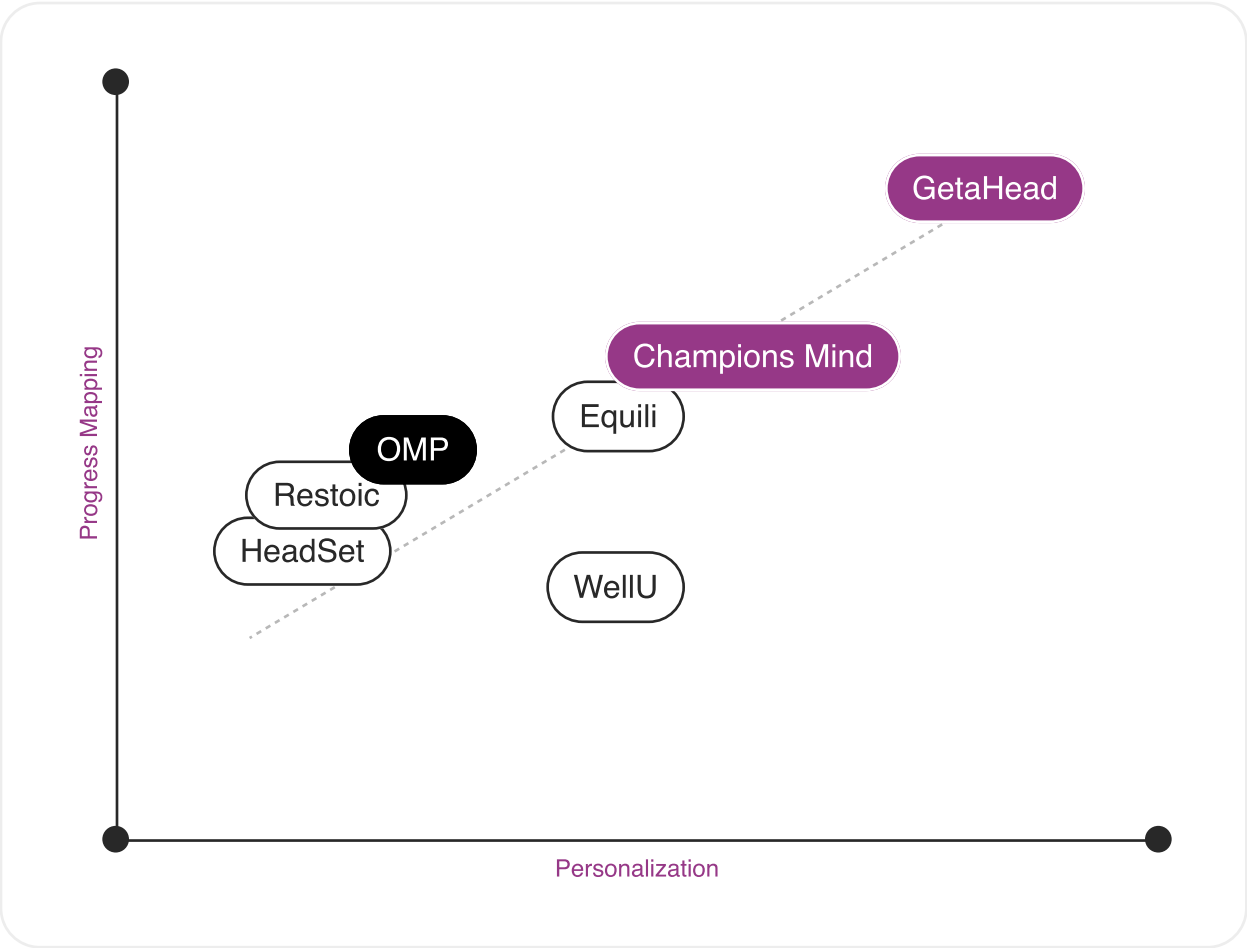 GetaHead
Champions Mind
Equili
OMP
Restoic
HeadSet
WellU
Progress Mapping
Personalization